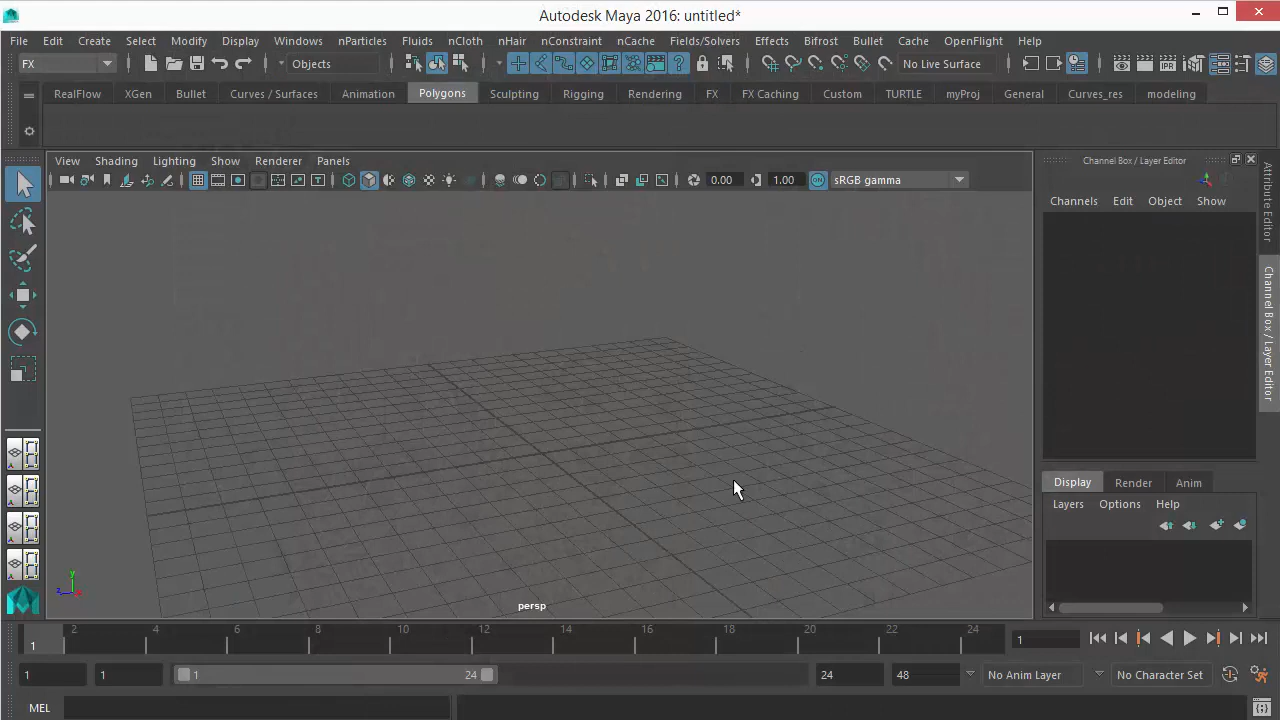 Autodesk Maya 2016: untitled*
File Edit Create Select Modify Display Windows nParticles Fluids nCloth nHair nConstraint nCache Fields/Solvers Effects Bifrost Bullet Cache OpenFlight Help
FX Objects No Live Surface
RealFlow XGen Bullet Curves / Surfaces Animation Polygons Sculpting Rigging Rendering FX FX Caching Custom TURTLE myProj General Curves_res modeling
View Shading Lighting Show Renderer Panels
Channel Box / Layer Editor
0.00 1.00 ON sRGB gamma
Channels Edit Object Show
Attribute Editor
Channel Box / Layer Editor
Display Render Anim
Layers Options Help
y
z x
persp
1 2 4 6 8 10 12 14 16 18 20 22 24 1
1 1 1 24 24 48 No Anim Layer No Character Set
MEL
IPR